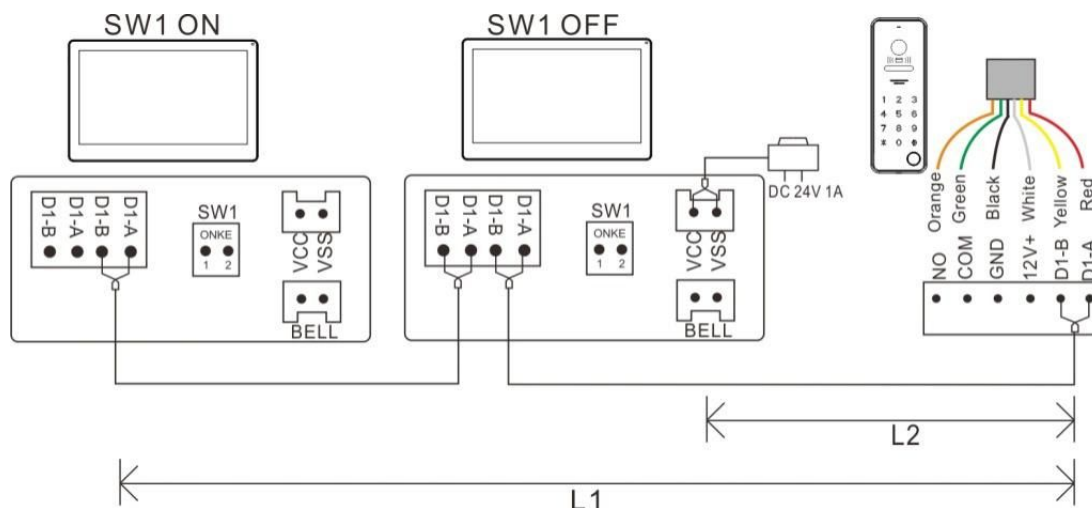 SW1 ON
SW1 OFF
1 2 3
4 5 6
7 8 9
* 0
DC 24V 1A
Orange
Green
Black
White
Yellow
Red
D1-B
D1-A
D1-B
D1-A
SW1
ONKE
1 2
VCC
VSS
BELL
D1-B
D1-A
D1-B
D1-A
SW1
ONKE
1 2
VCC
VSS
BELL
NO
COM
GND
12V+
D1-B
D1-A
L2
L1